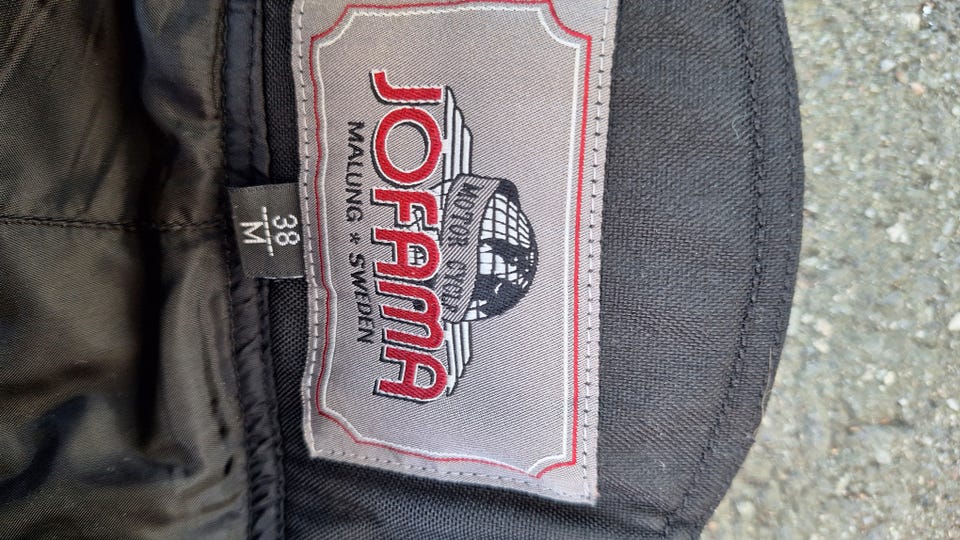 MOTOR CYCLE
JOFAMA
MALUNG * SWEDEN
38
M